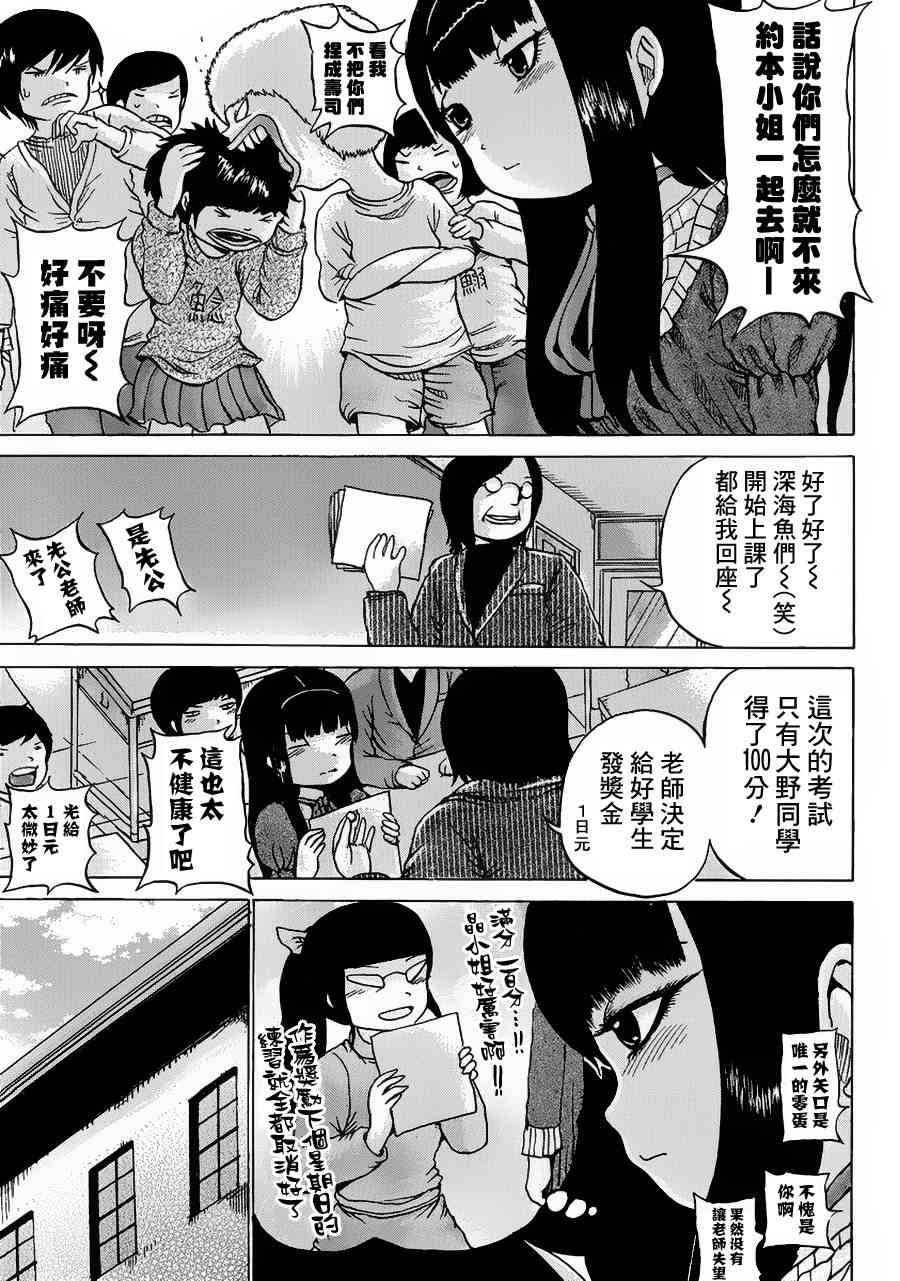 話說你們怎麼就不來
約本小姐一起去啊ー
看我
不把你們
捏成壽司
不要呀～
好痛好痛
鯰
鰯
好了好了～
深海魚們～(笑)
開始上課了
都給我回座～
是光公
光公老師
來了
這次的考試
只有大野同學
得了100分！
老師決定
給好學生
發獎金
1日元
這也太
不健康了吧
光給
1日元
太微妙了
另外矢口是
唯一的零蛋
不愧是
你啊
果然没有
讓老師失望
滿分一百分…!!
晶小姐好厲害啊!!
作為獎勵下個星期日的
練習就全都取消好了